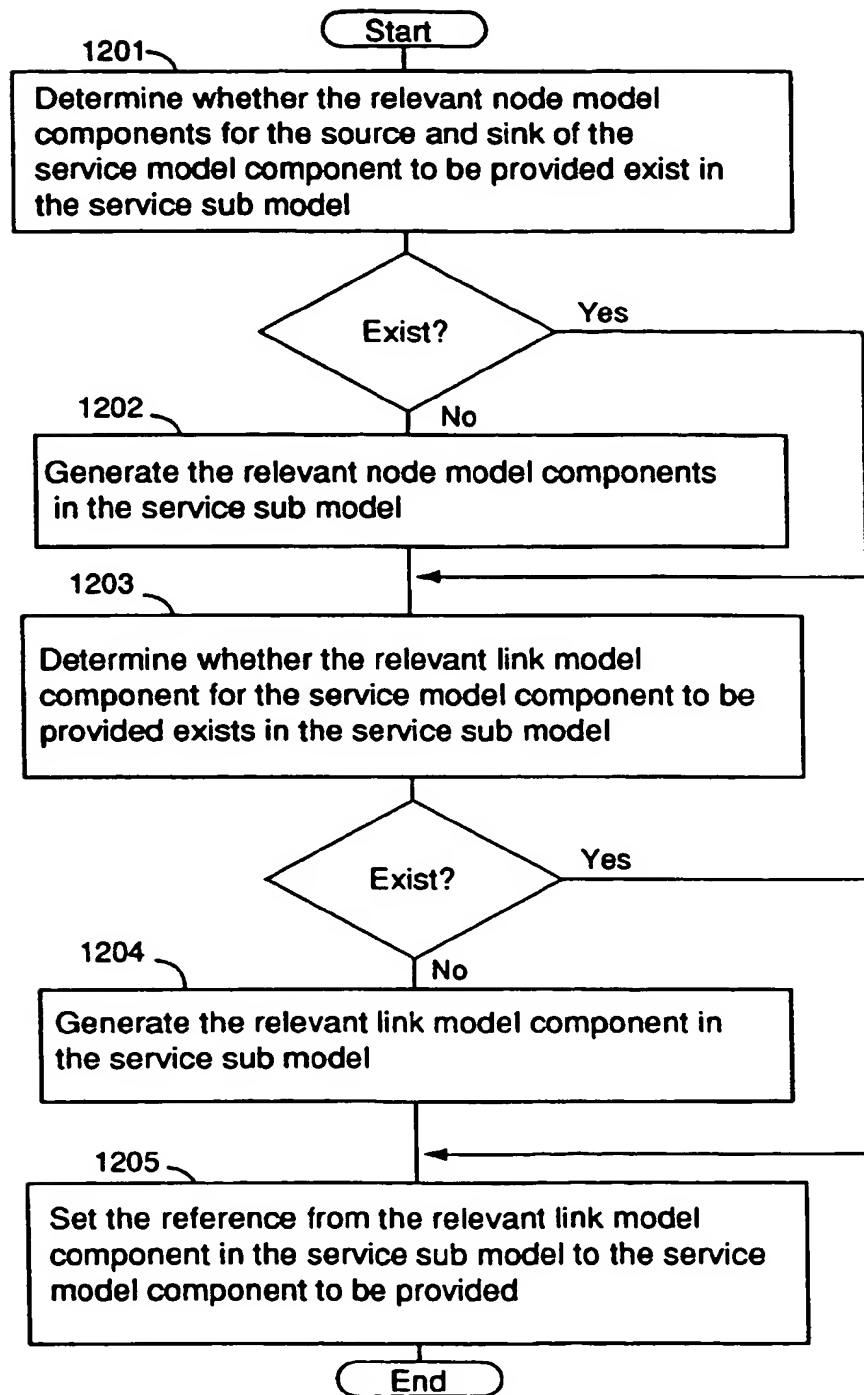 Start
1201
Determine whether the relevant node model
components for the source and sink of the
service model component to be provided exist in
the service sub model
Exist?
Yes
No
1202
Generate the relevant node model components
in the service sub model
1203
Determine whether the relevant link model
component for the service model component to be
provided exists in the service sub model
Exist?
Yes
No
1204
Generate the relevant link model component in
the service sub model
1205
Set the reference from the relevant link model
component in the service sub model to the service
model component to be provided
End